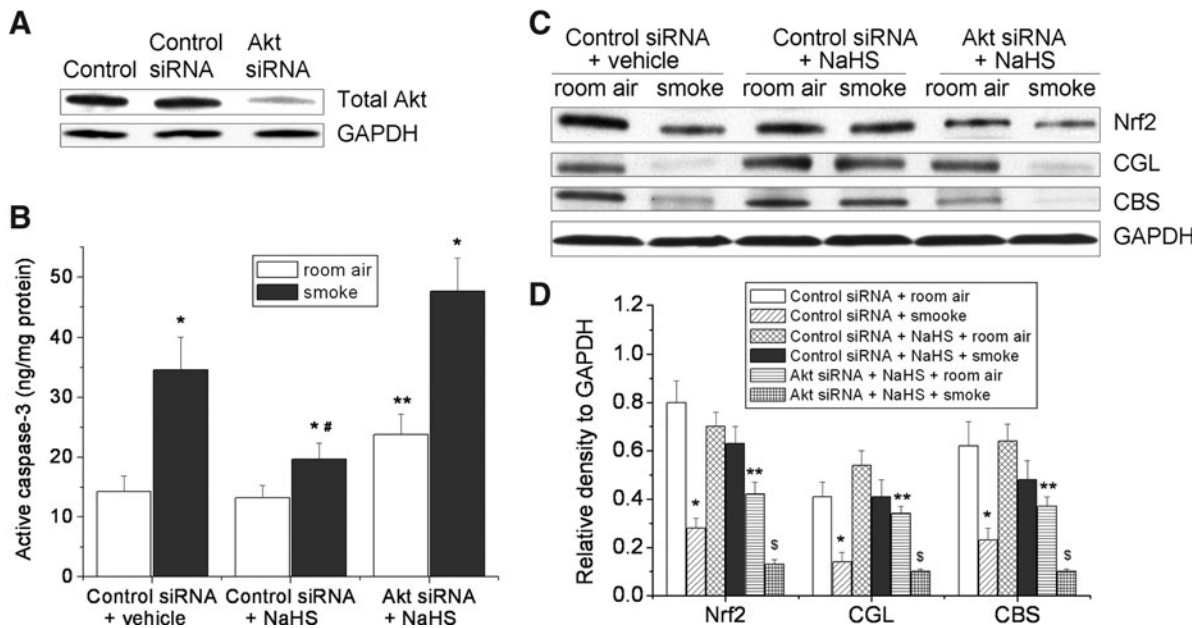 A
Control
Control
siRNA
Akt
siRNA
Total Akt
GAPDH
B
Active caspase-3 (ng/mg protein)
50
40
30
20
10
0
room air
smoke
*
* #
**
*
Control siRNA
+ vehicle
Control siRNA
+ NaHS
Akt siRNA
+ NaHS
C
Control siRNA
+ vehicle
Control siRNA
+ NaHS
Akt siRNA
+ NaHS
room air smoke room air smoke room air smoke
Nrf2
CGL
CBS
GAPDH
D
Relative density to GAPDH
1.2
1.0
0.8
0.6
0.4
0.2
0.0
Control siRNA + room air
Control siRNA + smooke
Control siRNA + NaHS + room air
Control siRNA + NaHS + smoke
Akt siRNA + NaHS + room air
Akt siRNA + NaHS + smoke
*
**
$
*
**
$
*
**
$
Nrf2 CGL CBS